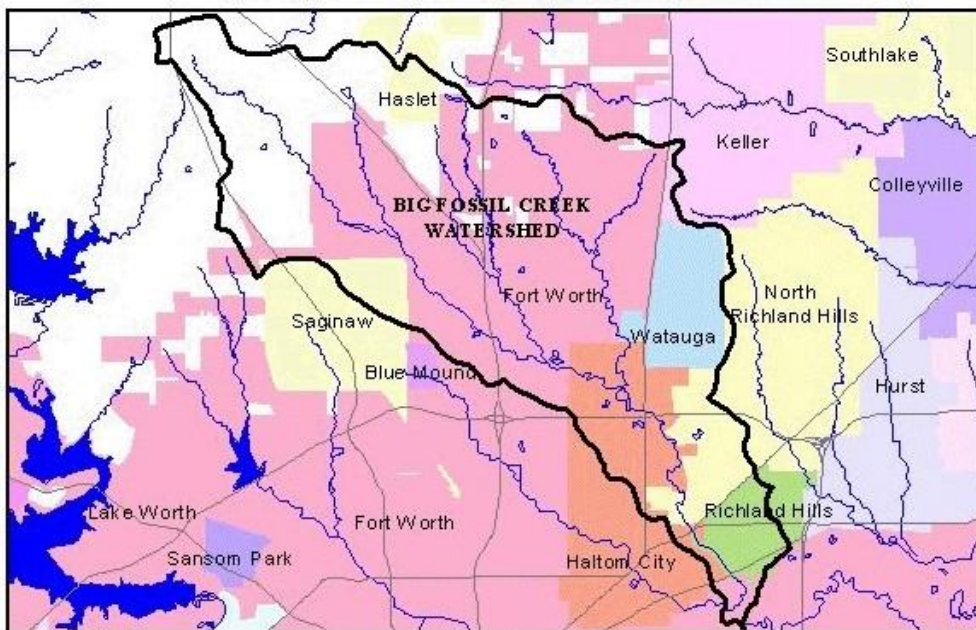 Southlake
Haslet
Keller
Colleyville
BIG FOSSIL CREEK
WATERSHED
Fort Worth
North
Richland Hills
Saginaw
Watauga
Blue Mound
Hurst
Lake Worth
Fort Worth
Richland Hills
Sansom Park
Haltom City